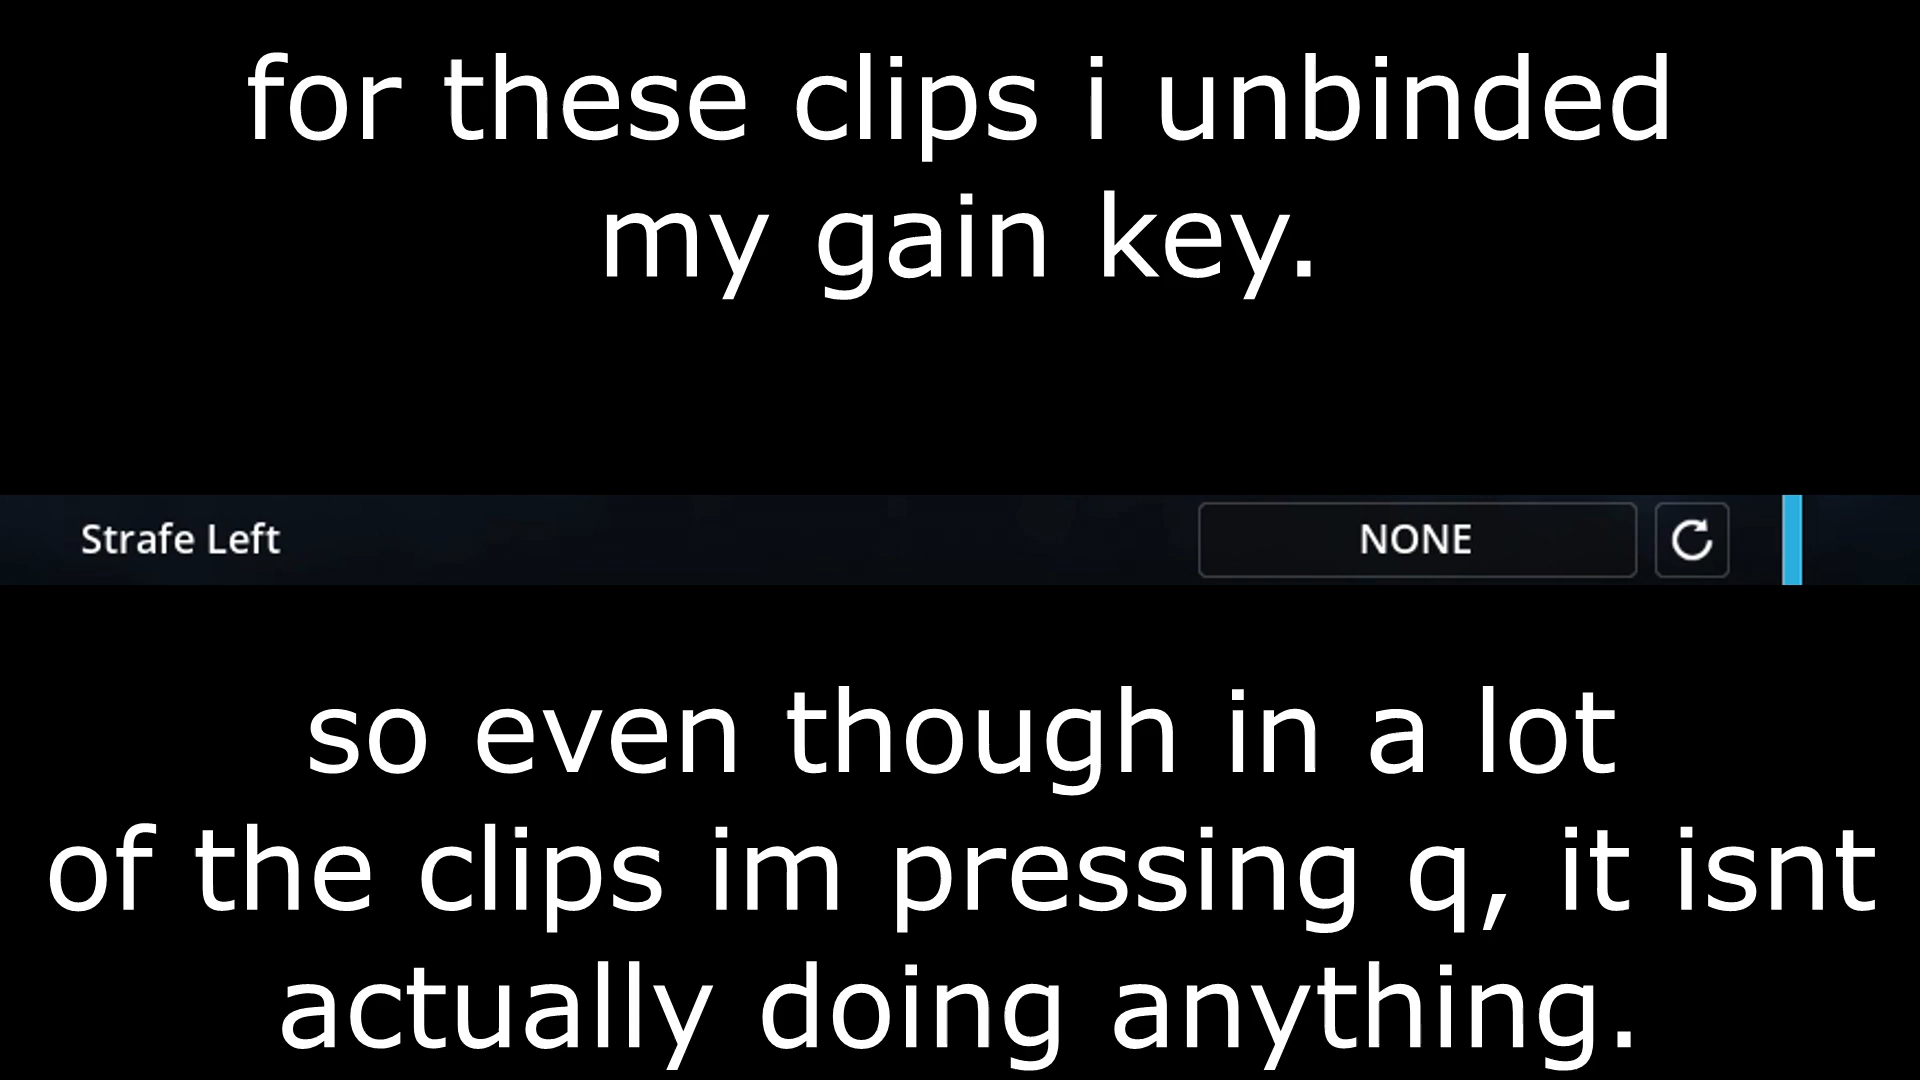 for these clips i unbinded
my gain key.
Strafe Left NONE
so even though in a lot
of the clips im pressing q, it isnt
actually doing anything.